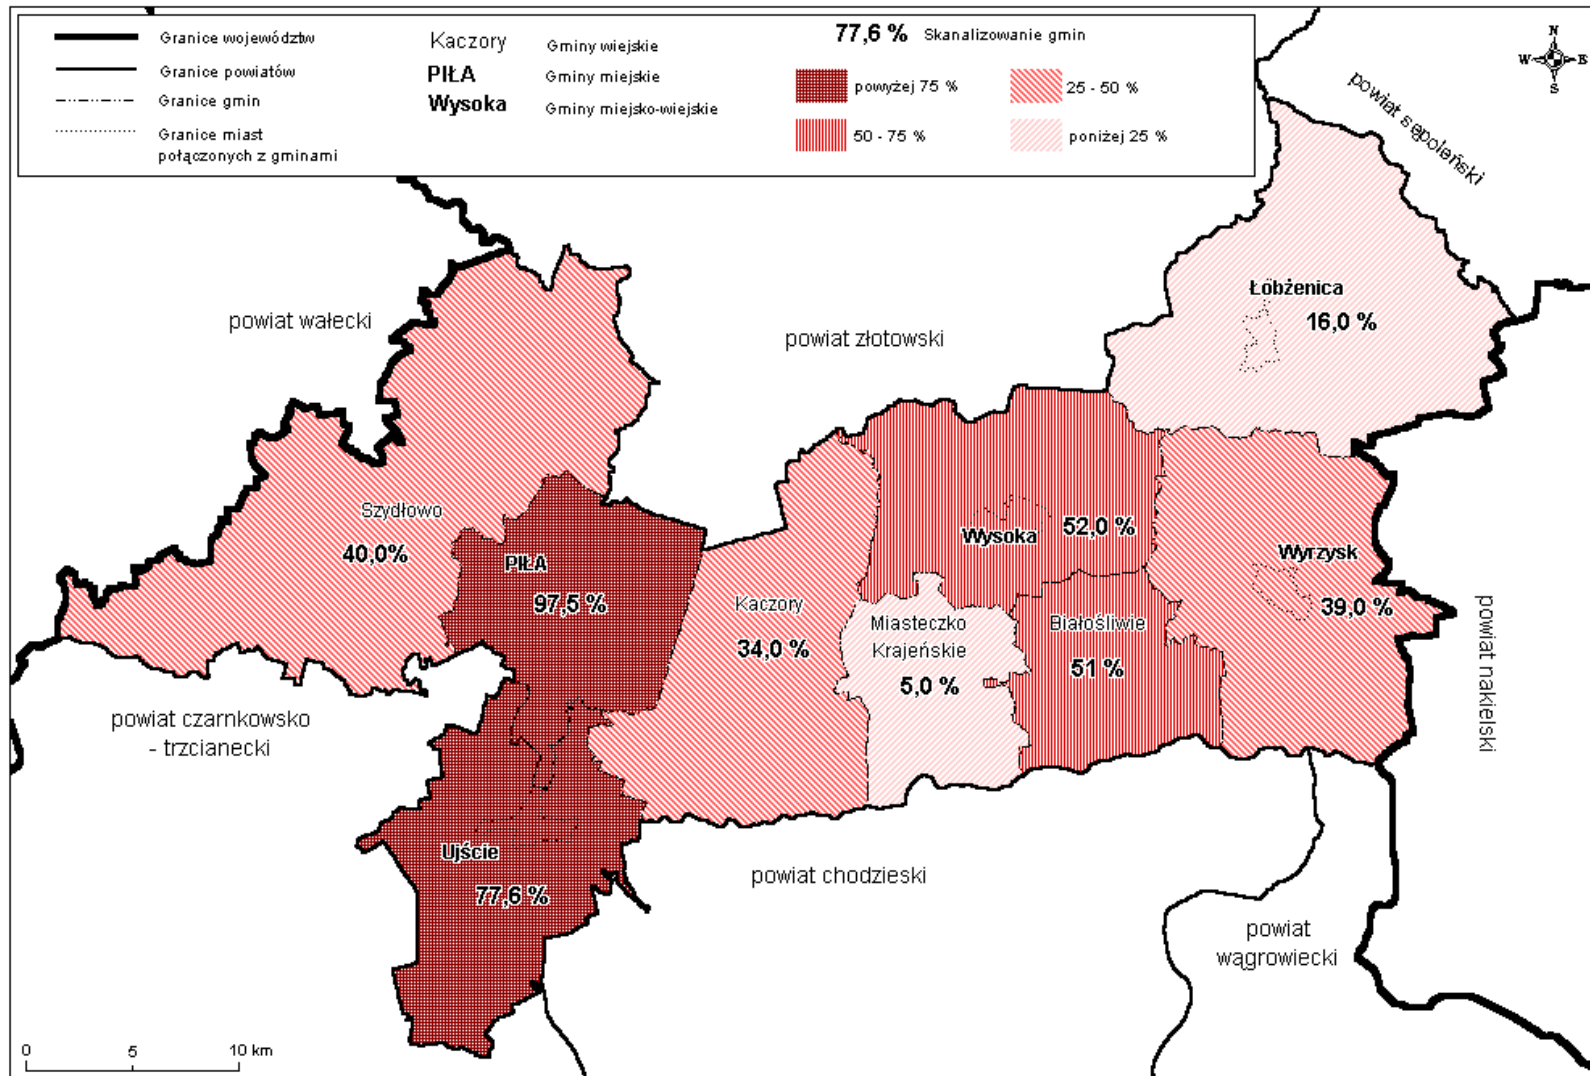 Granice województw
Granice powiatów
Granice gmin
Granice miast
połączonych z gminami
Kaczory Gminy wiejskie
PIŁA Gminy miejskie
Wysoka Gminy miejsko-wiejskie
77,6 % Skanalizowanie gmin
powyżej 75 %
25 - 50 %
50 - 75 %
poniżej 25 %
N
W E
S
powiat sępoleński
powiat wałecki
powiat złotowski
Łobżenica
16,0 %
Szydłowo
40,0%
PIŁA
97,5 %
Kaczory
34,0 %
Wysoka
52,0 %
Miasteczko
Krajeńskie
5,0 %
Białośliwie
51 %
Wyrzysk
39,0 %
powiat nakielski
powiat czarnkowsko
- trzcianecki
Ujście
77,6 %
powiat chodzieski
powiat
wągrowiecki
0 5 10 km